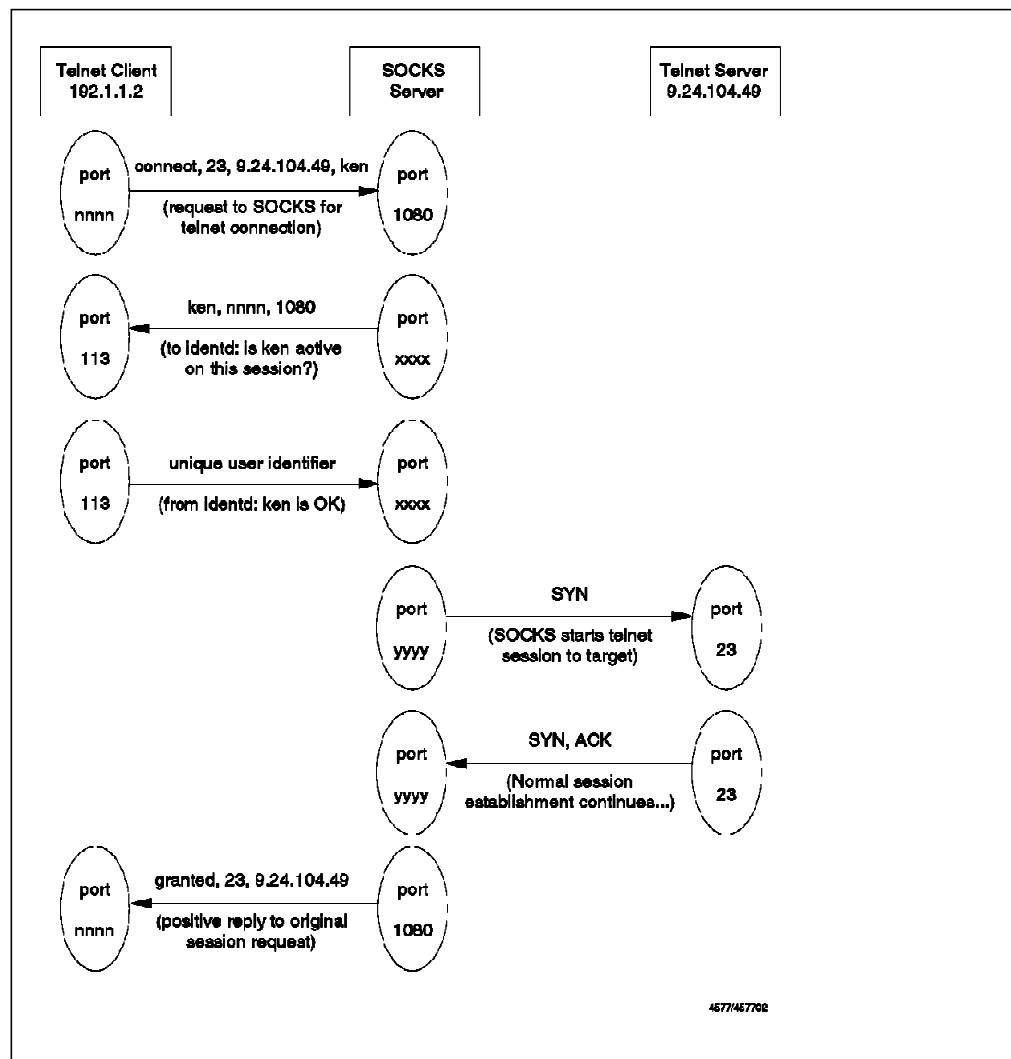 Telnet Client
192.1.1.2
SOCKS
Server
Telnet Server
9.24.104.49
port
nnnn
connect, 23, 9.24.104.49, ken
(request to SOCKS for
telnet connection)
port
1080
port
113
ken, nnnn, 1080
(to identd: is ken active
on this session?)
port
xxxx
port
113
unique user identifier
(from identd: ken is OK)
port
xxxx
port
yyyy
SYN
(SOCKS starts telnet
session to target)
port
23
port
yyyy
SYN, ACK
(Normal session
establishment continues...)
port
23
port
nnnn
granted, 23, 9.24.104.49
(positive reply to original
session request)
port
1080
4577/457702